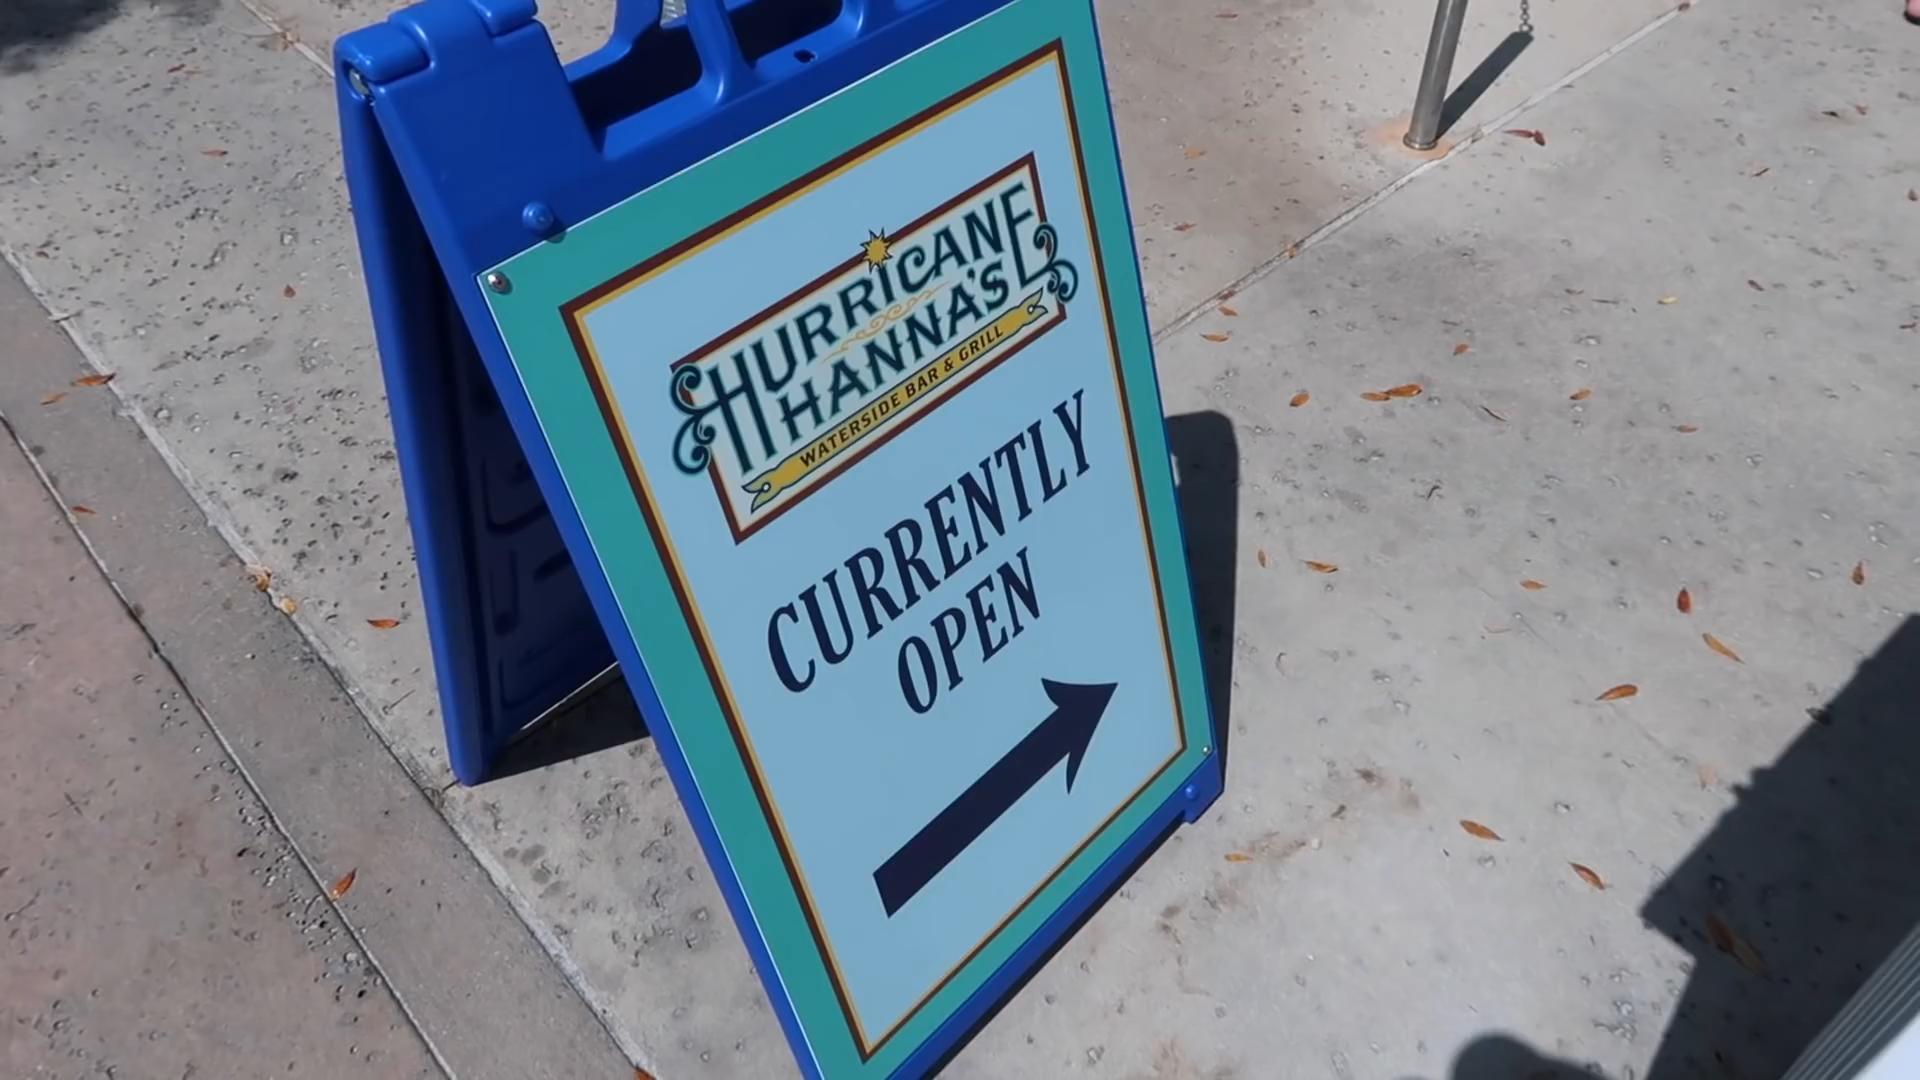 HURRICANE
HANNA'S
WATERSIDE BAR & GRILL
CURRENTLY
OPEN